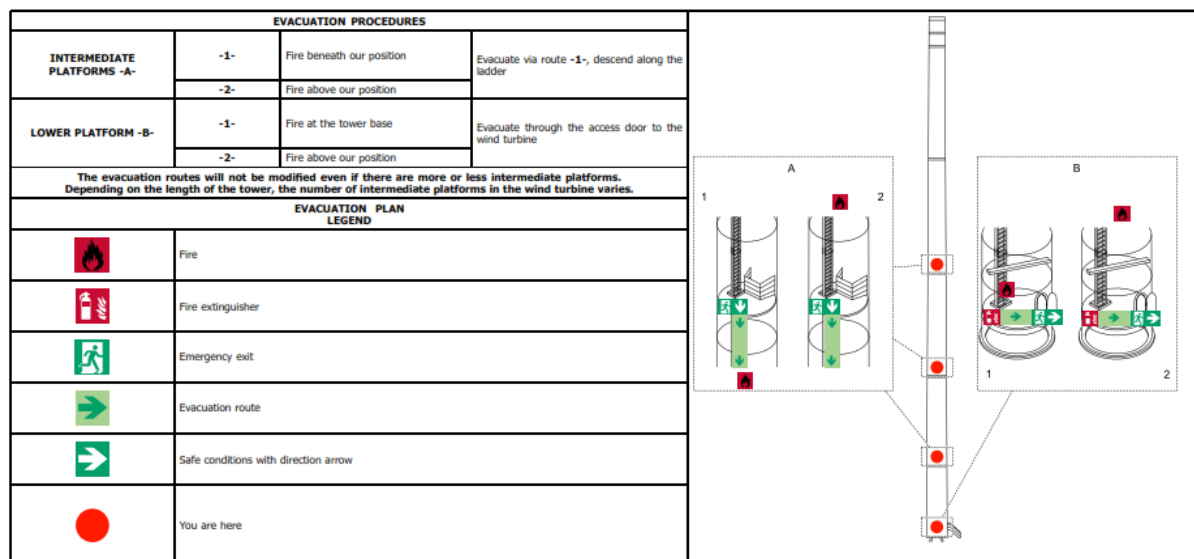 EVACUATION PROCEDURES
INTERMEDIATE
PLATFORMS -A-
-1-
Fire beneath our position
Evacuate via route -1-, descend along the
ladder
-2-
Fire above our position
LOWER PLATFORM -B-
-1-
Fire at the tower base
Evacuate through the access door to the
wind turbine
-2-
Fire above our position
The evacuation routes will not be modified even if there are more or less intermediate platforms.
Depending on the length of the tower, the number of intermediate platforms in the wind turbine varies.
EVACUATION PLAN
LEGEND
Fire
Fire extinguisher
Emergency exit
Evacuation route
Safe conditions with direction arrow
You are here
A
1
2
B
1
2